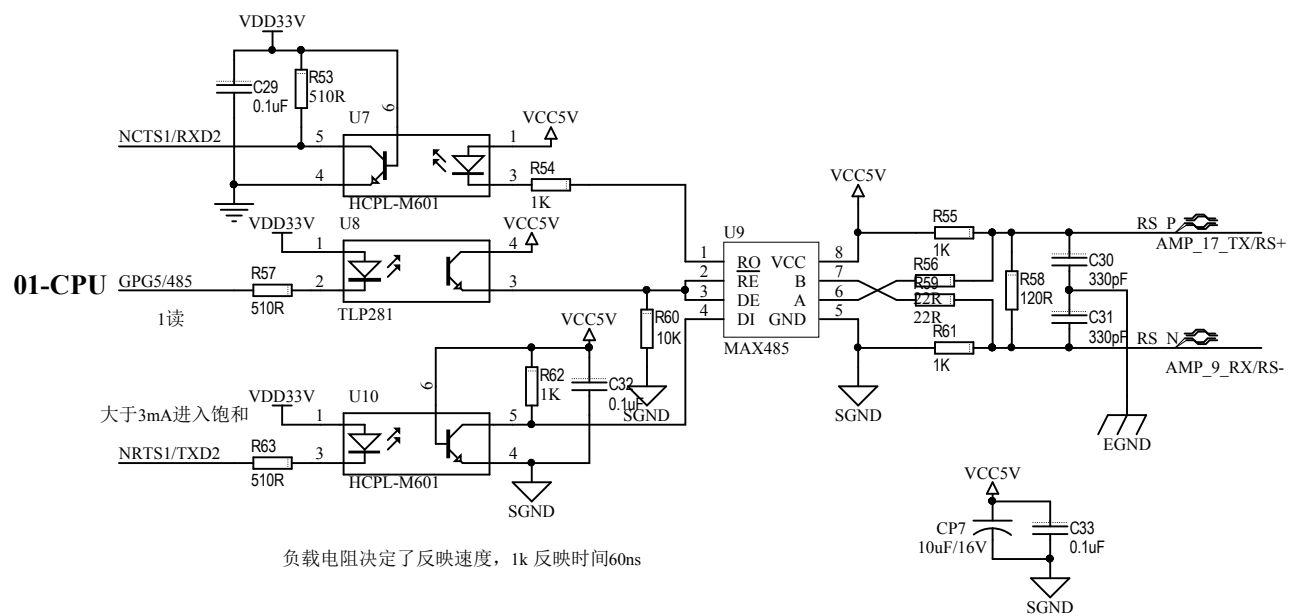 VDD33V
C29
0.1uF
R53
510R
6
U7
VCC5V
NCTS1/RXD2
5
1
4
3
R54
1K
HCPL-M601
VDD33V
U8
VCC5V
1
4
01-CPU
GPG5/485
R57
510R
2
3
TLP281
1读
U9
VCC5V
1
RO
VCC
8
2
RE
B
7
3
DE
A
6
4
DI
GND
5
MAX485
R55
1K
R56
R59
22R
22R
R61
1K
R58
120R
C30
330pF
C31
330pF
RS_P
AMP_17_TX/RS+
RS_N
AMP_9_RX/RS-
EGND
SGND
R60
10K
SGND
VCC5V
6
R62
1K
C32
0.1uF
大于3mA进入饱和
VDD33V
U10
1
5
NRTS1/TXD2
R63
510R
3
4
HCPL-M601
SGND
负载电阻决定了反映速度，1k 反映时间60ns
VCC5V
CP7
10uF/16V
C33
0.1uF
SGND